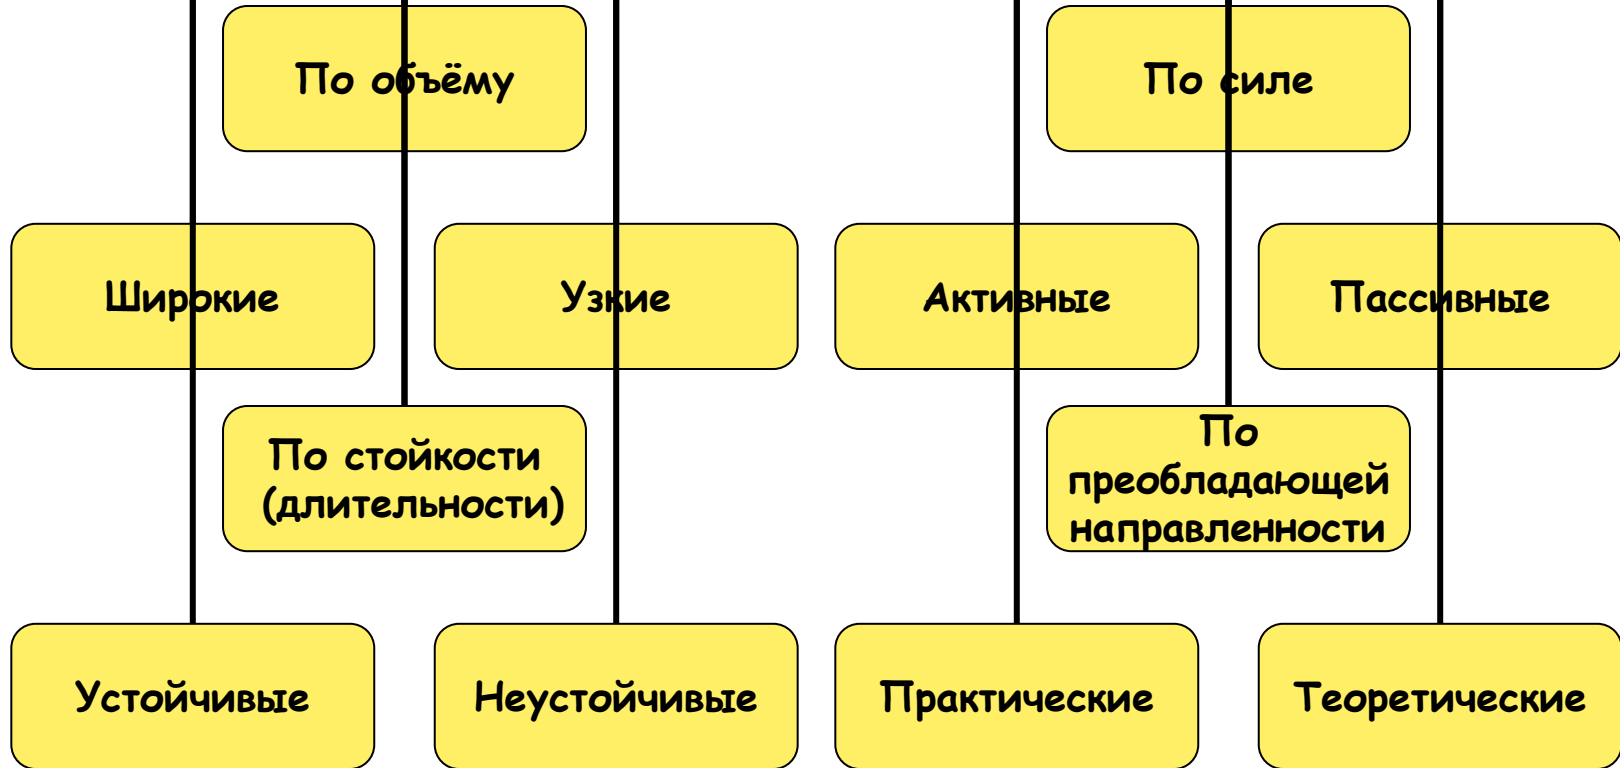 По объёму
По силе
Широкие
Узкие
Активные
Пассивные
По стойкости
(длительности)
По
преобладающей
направленности
Устойчивые
Неустойчивые
Практические
Теоретические